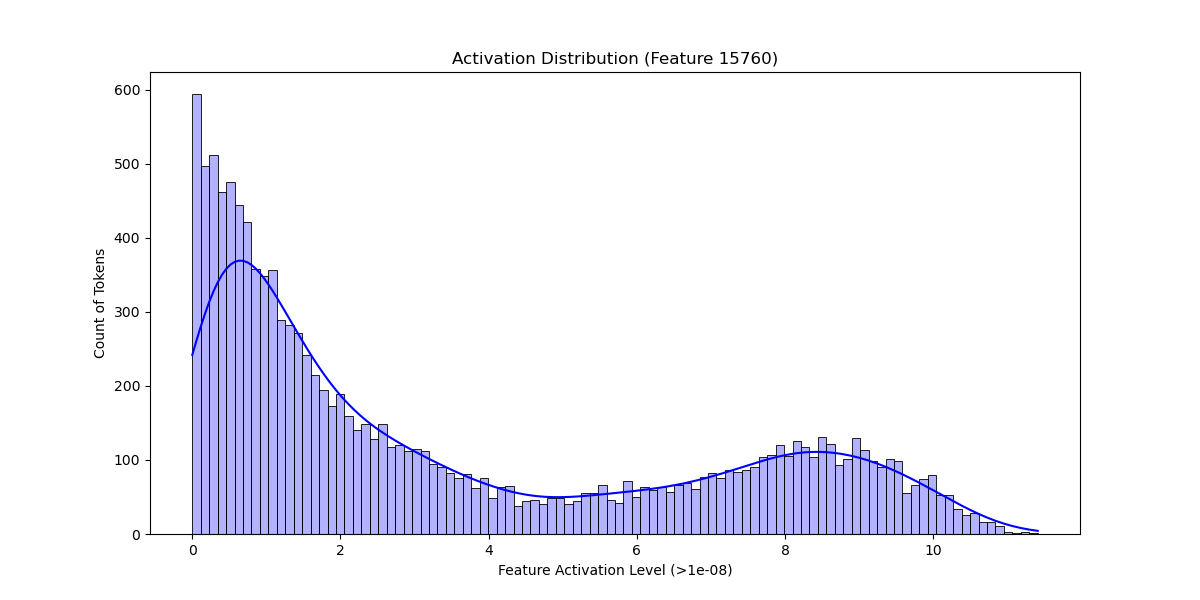 Activation Distribution (Feature 15760)
Count of Tokens
600
500
400
300
200
100
0
0 2 4 6 8 10
Feature Activation Level (>1e-08)